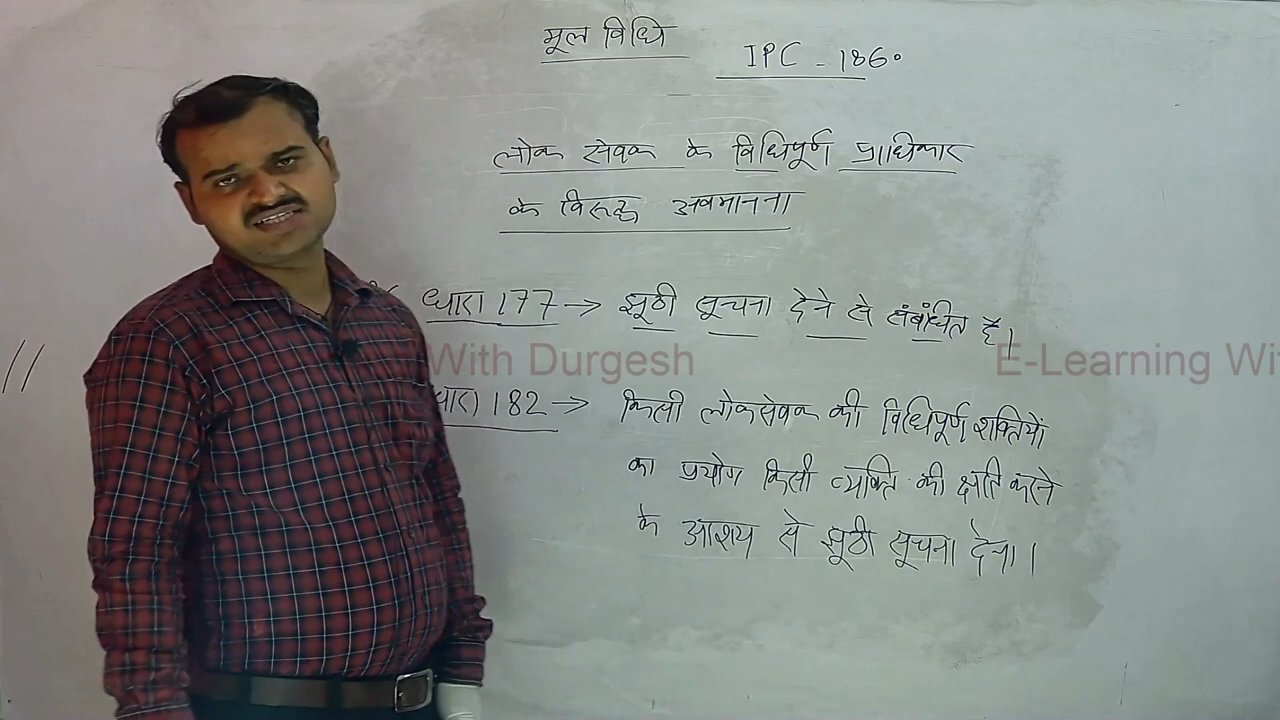 मूल विधि
IPC - 1860
लोक सेवक के विधिपूर्ण प्राधिकार
के विरूद्ध अवमानना
धारा 177 → झूठी सूचना देने से संबंधित है।
With Durgesh E-Learning Wi
धारा 182 → किसी लोकसेवक की विधिपूर्ण शक्तियों
का प्रयोग किसी व्यक्ति की क्षति करने
के आशय से झूठी सूचना देना।